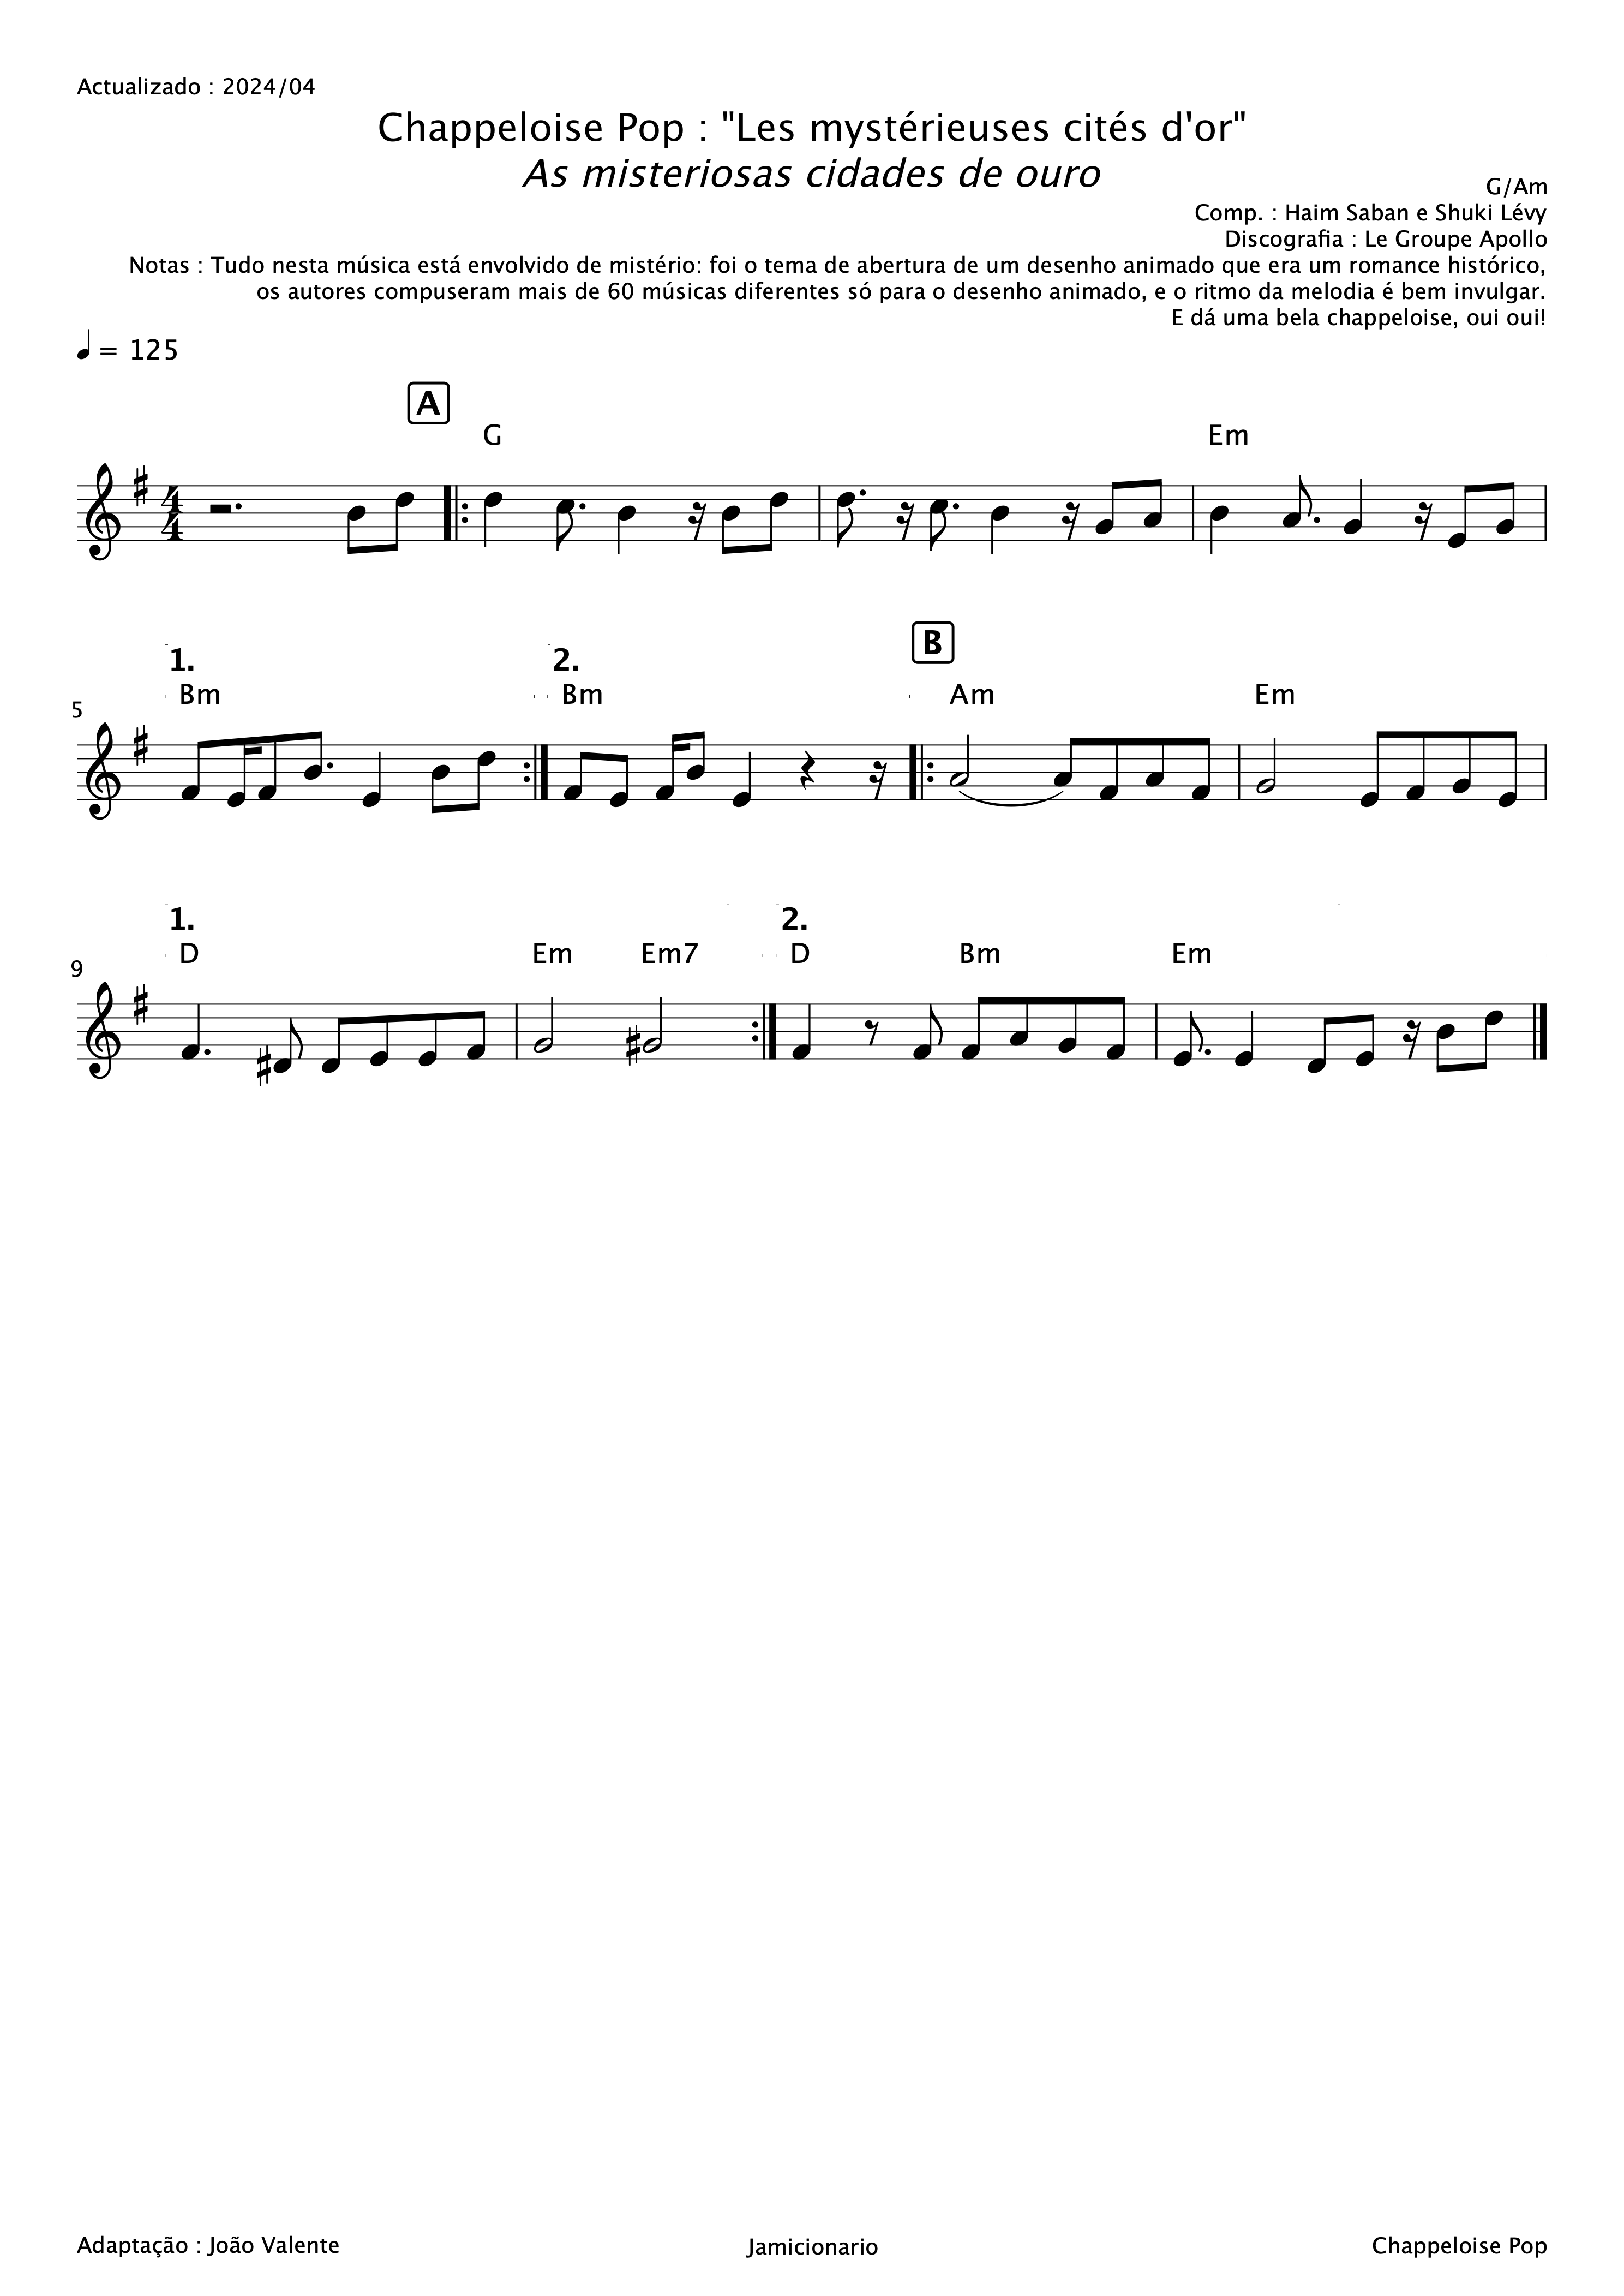 Actualizado : 2024/04
Chappeloise Pop : "Les mystérieuses cités d'or"
As misteriosas cidades de ouro
G/Am
Comp. : Haim Saban e Shuki Lévy
Discografia : Le Groupe Apollo
Notas : Tudo nesta música está envolvido de mistério: foi o tema de abertura de um desenho animado que era um romance histórico,
os autores compuseram mais de 60 músicas diferentes só para o desenho animado, e o ritmo da melodia é bem invulgar.
E dá uma bela chappeloise, oui oui!
= 125
A
G Em
4
4
B
1. 2.
Bm Bm Am Em
5
1. 2.
D Em Em7 D Bm Em
9
Adaptação : João Valente Jamicionario Chappeloise Pop